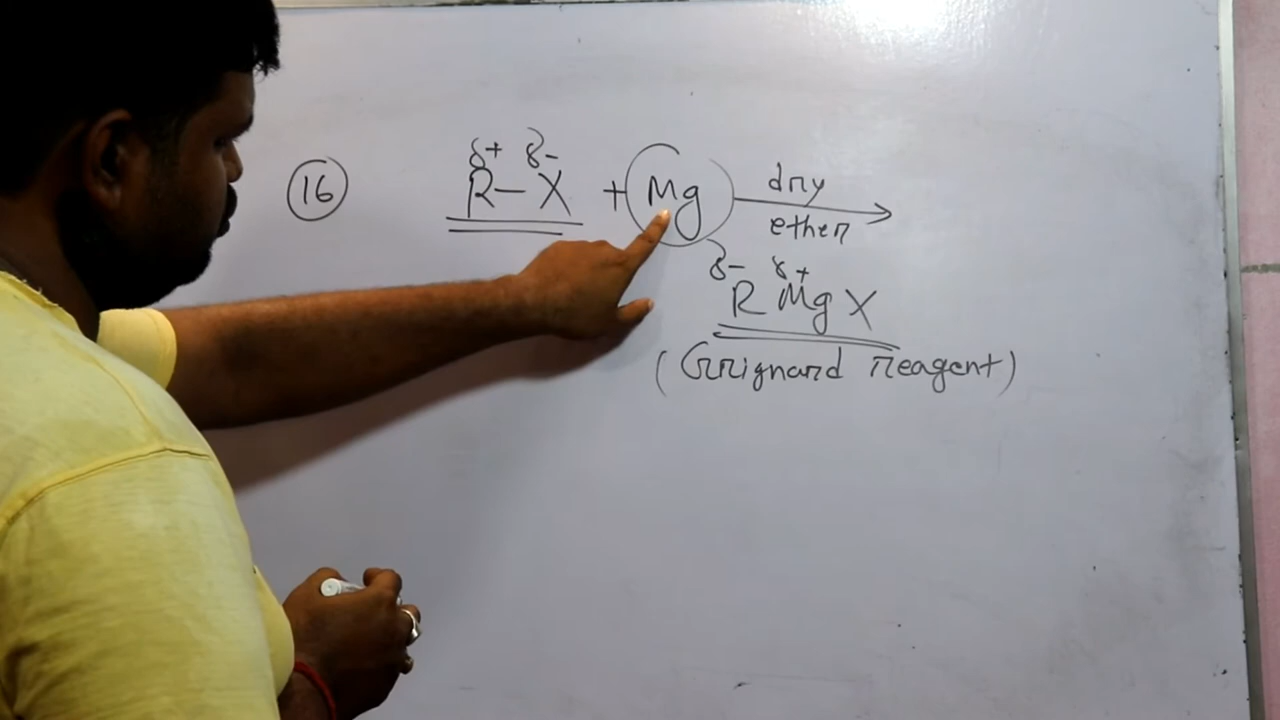 δ+ δ-
16 R-X + Mg dry ether →
δ- δ+
R Mg X
(Grignard reagent)